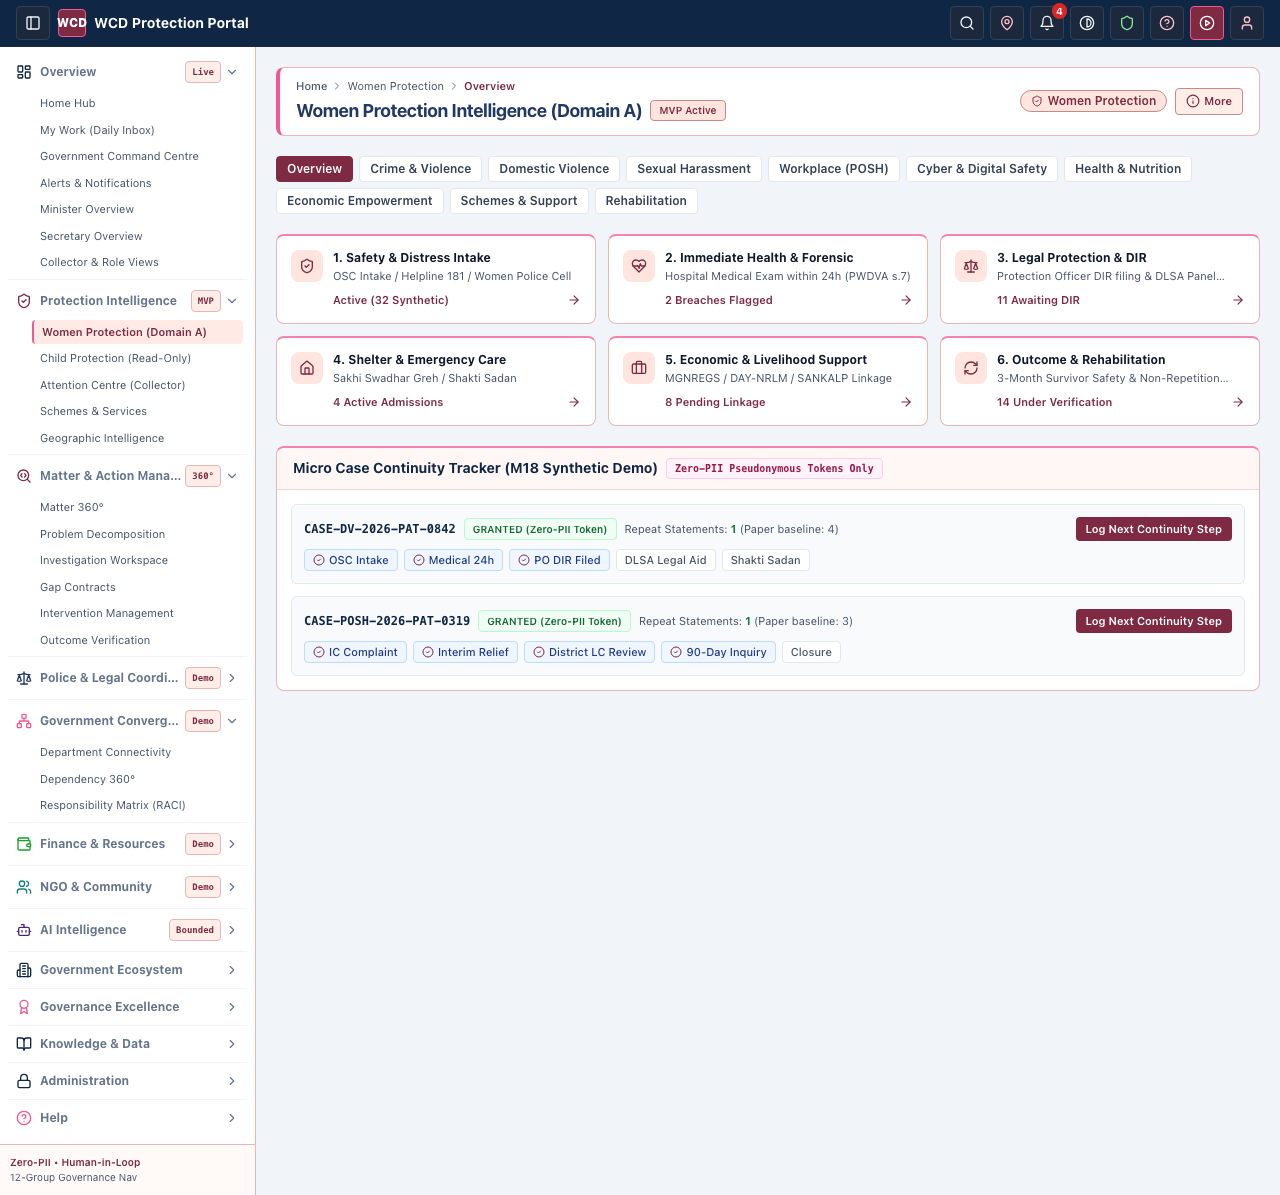 WCD WCD Protection Portal
4
Overview Live
Home Hub
My Work (Daily Inbox)
Government Command Centre
Alerts & Notifications
Minister Overview
Secretary Overview
Collector & Role Views
Protection Intelligence MVP
Women Protection (Domain A)
Child Protection (Read-Only)
Attention Centre (Collector)
Schemes & Services
Geographic Intelligence
Matter & Action Mana... 360°
Matter 360°
Problem Decomposition
Investigation Workspace
Gap Contracts
Intervention Management
Outcome Verification
Police & Legal Coordi... Demo
Government Converg... Demo
Department Connectivity
Dependency 360°
Responsibility Matrix (RACI)
Finance & Resources Demo
NGO & Community Demo
AI Intelligence Bounded
Government Ecosystem
Governance Excellence
Knowledge & Data
Administration
Help
Zero-PII • Human-in-Loop
12-Group Governance Nav
Home Women Protection Overview
Women Protection Intelligence (Domain A) MVP Active
Women Protection More
Overview Crime & Violence Domestic Violence Sexual Harassment Workplace (POSH) Cyber & Digital Safety Health & Nutrition
Economic Empowerment Schemes & Support Rehabilitation
1. Safety & Distress Intake
OSC Intake / Helpline 181 / Women Police Cell
Active (32 Synthetic)
2. Immediate Health & Forensic
Hospital Medical Exam within 24h (PWDVA s.7)
2 Breaches Flagged
3. Legal Protection & DIR
Protection Officer DIR filing & DLSA Panel...
11 Awaiting DIR
4. Shelter & Emergency Care
Sakhi Swadhar Greh / Shakti Sadan
4 Active Admissions
5. Economic & Livelihood Support
MGNREGS / DAY-NRLM / SANKALP Linkage
8 Pending Linkage
6. Outcome & Rehabilitation
3-Month Survivor Safety & Non-Repetition...
14 Under Verification
Micro Case Continuity Tracker (M18 Synthetic Demo) Zero-PII Pseudonymous Tokens Only
CASE-DV-2026-PAT-0842 GRANTED (Zero-PII Token) Repeat Statements: 1 (Paper baseline: 4) Log Next Continuity Step
OSC Intake Medical 24h PO DIR Filed DLSA Legal Aid Shakti Sadan
CASE-POSH-2026-PAT-0319 GRANTED (Zero-PII Token) Repeat Statements: 1 (Paper baseline: 3) Log Next Continuity Step
IC Complaint Interim Relief District LC Review 90-Day Inquiry Closure